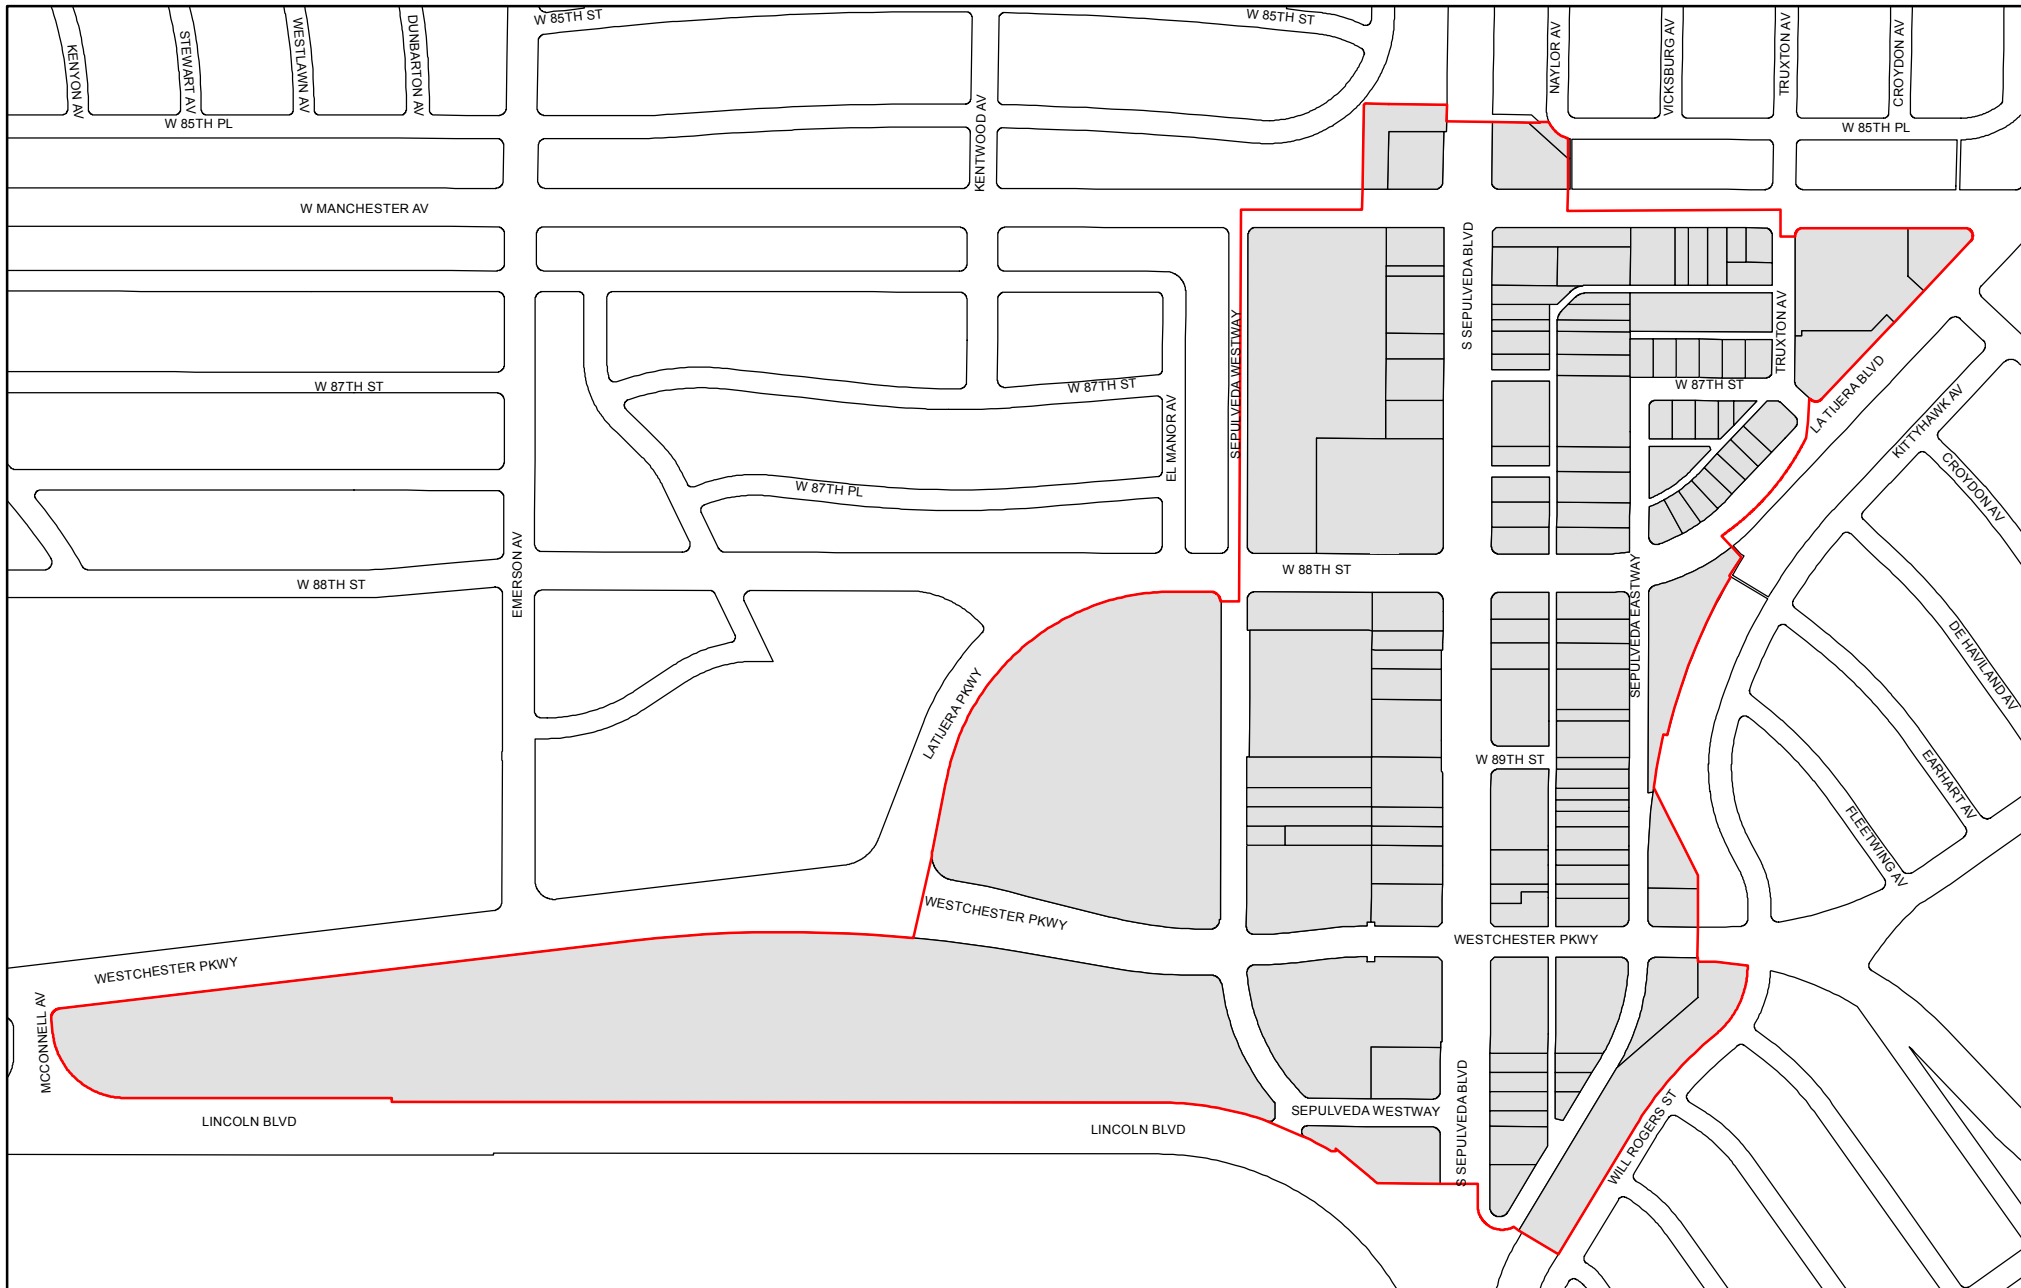 W 85TH ST
W 85TH ST
KENYON AV
STEWART AV
WESTLAWN AV
DUNBARTON AV
NAYLOR AV
VICKSBURG AV
TRUXTON AV
CROYDON AV
W 85TH PL
KENTWOOD AV
W 85TH PL
W MANCHESTER AV
S SEPULVEDA BLVD
SEPULVEDA WESTWAY
TRUXTON AV
W 87TH ST
W 87TH ST
W 87TH ST
LA TIJERA BLVD
KITTYHAWK AV
EL MANOR AV
W 87TH PL
CROYDON AV
EMERSON AV
W 88TH ST
W 88TH ST
SEPULVEDA EASTWAY
DE HAVILAND AV
LATIJERA PKWY
W 89TH ST
EARHART AV
FLEETWING AV
WESTCHESTER PKWY
WESTCHESTER PKWY
WESTCHESTER PKWY
MCCONNELL AV
LINCOLN BLVD
LINCOLN BLVD
SEPULVEDA WESTWAY
S SEPULVEDA BLVD
WILL ROGERS ST